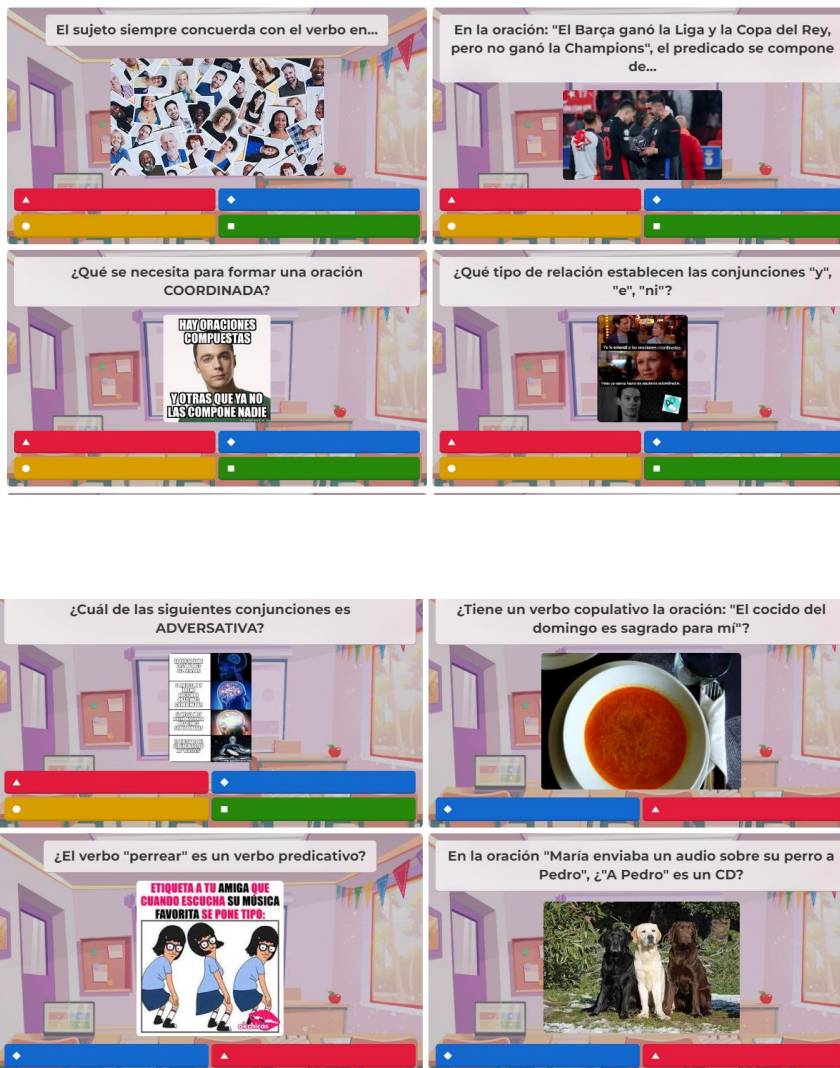 El sujeto siempre concuerda con el verbo en...
En la oración: "El Barça ganó la Liga y la Copa del Rey,
pero no ganó la Champions", el predicado se compone
de...
8
¿Qué se necesita para formar una oración
COORDINADA?
HAY ORACIONES
COMPUESTAS
Y OTRAS QUE YA NO
LAS COMPONE NADIE
¿Qué tipo de relación establecen las conjunciones "y",
"e", "ni"?
¿Cuál de las siguientes conjunciones es
ADVERSATIVA?
¿Tiene un verbo copulativo la oración: "El cocido del
domingo es sagrado para mí"?
¿El verbo "perrear" es un verbo predicativo?
ETIQUETA A TU AMIGA QUE
CUANDO ESCUCHA SU MÚSICA
FAVORITA SE PONE TIPO:
okchicas
En la oración "María enviaba un audio sobre su perro a
Pedro", ¿"A Pedro" es un CD?